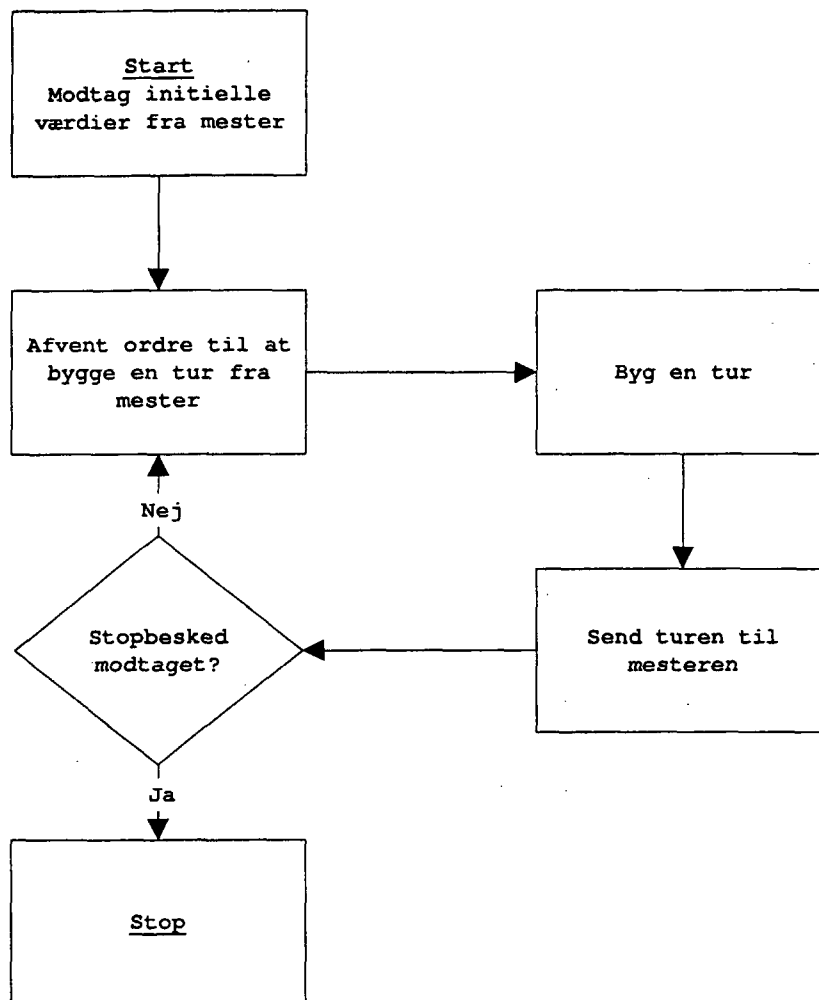 Start
Modtag initielle
værdier fra mester
Afvent ordre til at
bygge en tur fra
mester
Byg en tur
Nej
Stopbesked
modtaget?
Send turen til
mesteren
Ja
Stop